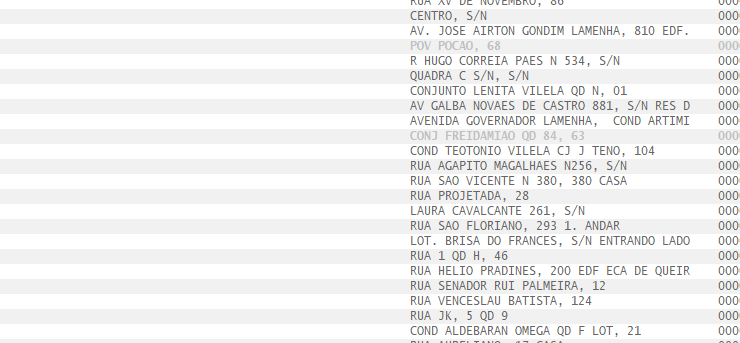 RUA XV DE NOVEMBRO, 86
CENTRO, S/N
AV. JOSE AIRTON GONDIM LAMENHA, 810 EDF. 000
POV POCAO, 68 000
R HUGO CORREIA PAES N 534, S/N 000
QUADRA C S/N, S/N 000
CONJUNTO LENITA VILELA QD N, 01 000
AV GALBA NOVAES DE CASTRO 881, S/N RES D 000
AVENIDA GOVERNADOR LAMENHA,  COND ARTIMI 000
CONJ FREIDAMIAO QD 84, 63 000
COND TEOTONIO VILELA CJ J TENO, 104 000
RUA AGAPITO MAGALHAES N256, S/N 000
RUA SAO VICENTE N 380, 380 CASA 000
RUA PROJETADA, 28 000
LAURA CAVALCANTE 261, S/N 000
RUA SAO FLORIANO, 293 1. ANDAR 000
LOT. BRISA DO FRANCES, S/N ENTRANDO LADO 000
RUA 1 QD H, 46 000
RUA HELIO PRADINES, 200 EDF ECA DE QUEIR 000
RUA SENADOR RUI PALMEIRA, 12 000
RUA VENCESLAU BATISTA, 124 000
RUA JK, 5 QD 9 000
COND ALDEBARAN OMEGA QD F LOT, 21 000